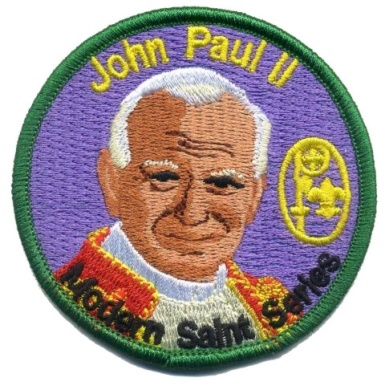 John Paul II
Modern Saint Series